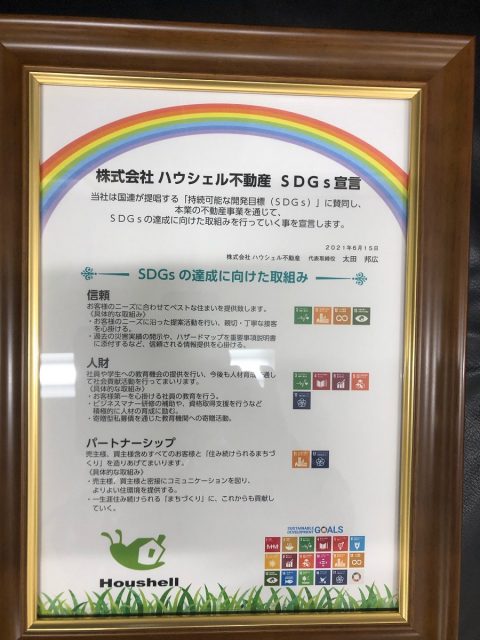 株式会社 ハウシェル不動産 SDGs宣言
当社は国連が提唱する「持続可能な開発目標（SDGs）」に賛同し、
本業の不動産事業を通じて、
SDGsの達成に向けた取組みを行っていく事を宣言します。
2021年6月15日
株式会社 ハウシェル不動産 代表取締役 太田 邦広
SDGs の達成に向けた取組み
信頼
お客様のニーズに合わせてベストな住まいを提供致します。
《具体的な取組み》
・お客様のニーズに沿った提案活動を行い、親切・丁寧な接客
を心掛ける。
・過去の災害実績の開示や、ハザードマップを重要事項説明書
に添付するなど、信頼される情報提供を心掛ける。
人財
社員や学生への教育機会の提供を行い、今後も人材育成を通し
て社会貢献活動を行ってまいります。
《具体的な取組み》
・お客様第一を心掛ける社員の教育を行う。
・ビジネスマナー研修の補助や、資格取得支援を行うなど
積極的に人材の育成に励む。
・寄贈型私募債を通じた教育機関への寄贈活動。
パートナーシップ
売主様、買主様含めすべてのお客様と「住み続けられるまちづ
くり」を造りあげてまいります。
《具体的な取組み》
・売主様、買主様と密接にコミュニケーションを図り、
よりよい住環境を提供する。
・一生涯住み続けられる「まちづくり」に、これからも貢献し
ていく。
Houshell
SUSTAINABLE
DEVELOPMENT GOALS